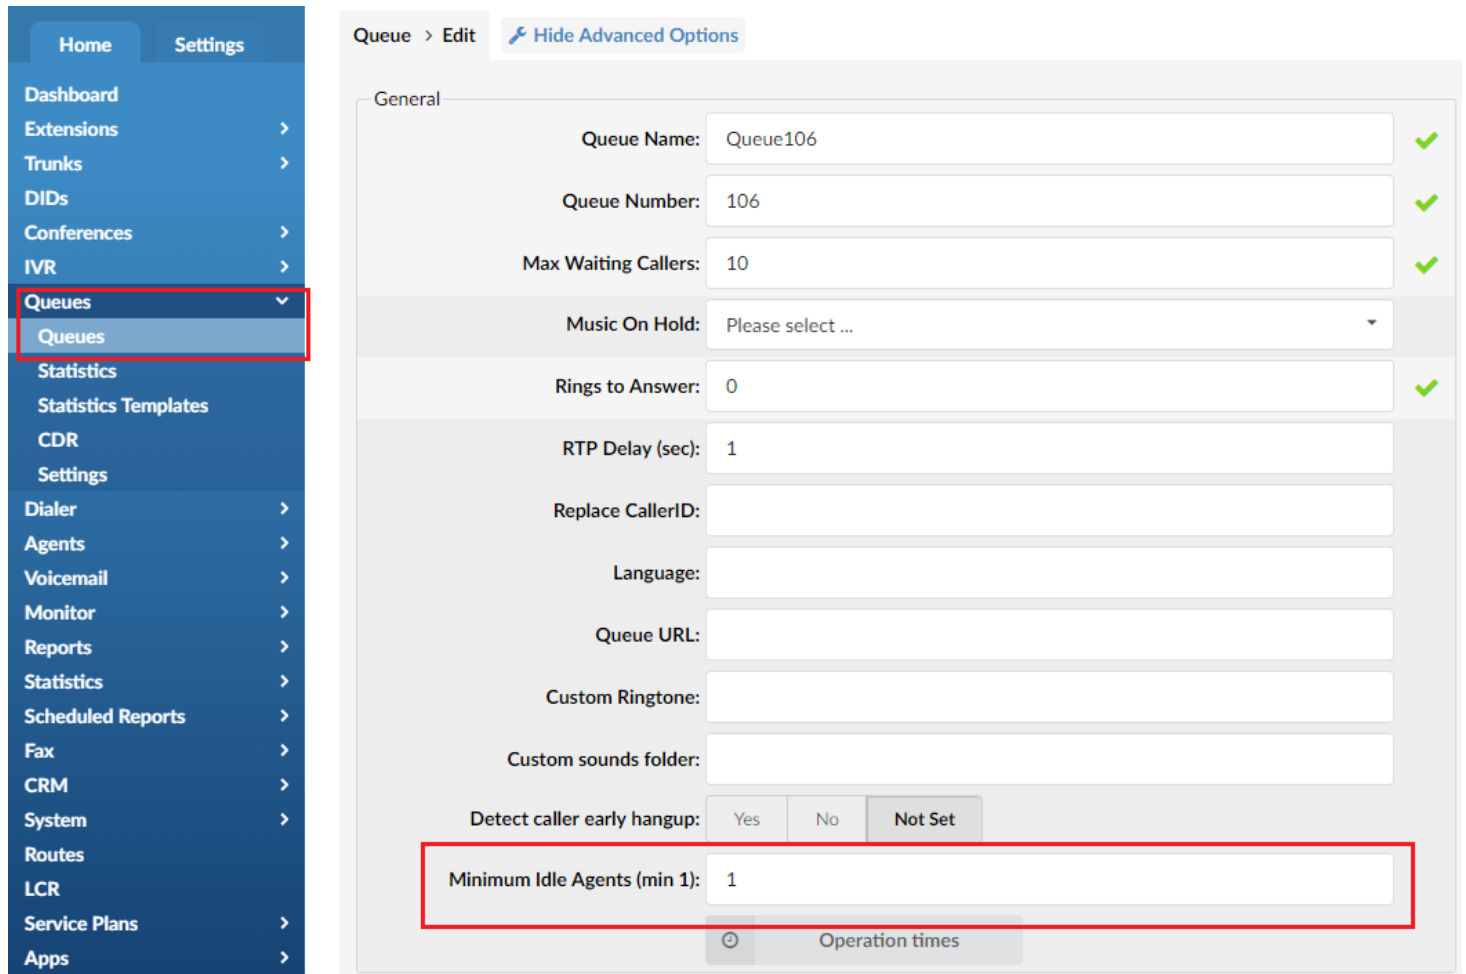 Home
Settings
Dashboard
Extensions
Trunks
DIDs
Conferences
IVR
Queues
Queues
Statistics
Statistics Templates
CDR
Settings
Dialer
Agents
Voicemail
Monitor
Reports
Statistics
Scheduled Reports
Fax
CRM
System
Routes
LCR
Service Plans
Apps
Queue > Edit Hide Advanced Options
General
Queue Name: Queue106
Queue Number: 106
Max Waiting Callers: 10
Music On Hold: Please select ...
Rings to Answer: 0
RTP Delay (sec): 1
Replace CallerID:
Language:
Queue URL:
Custom Ringtone:
Custom sounds folder:
Detect caller early hangup: Yes No Not Set
Minimum Idle Agents (min 1): 1
Operation times